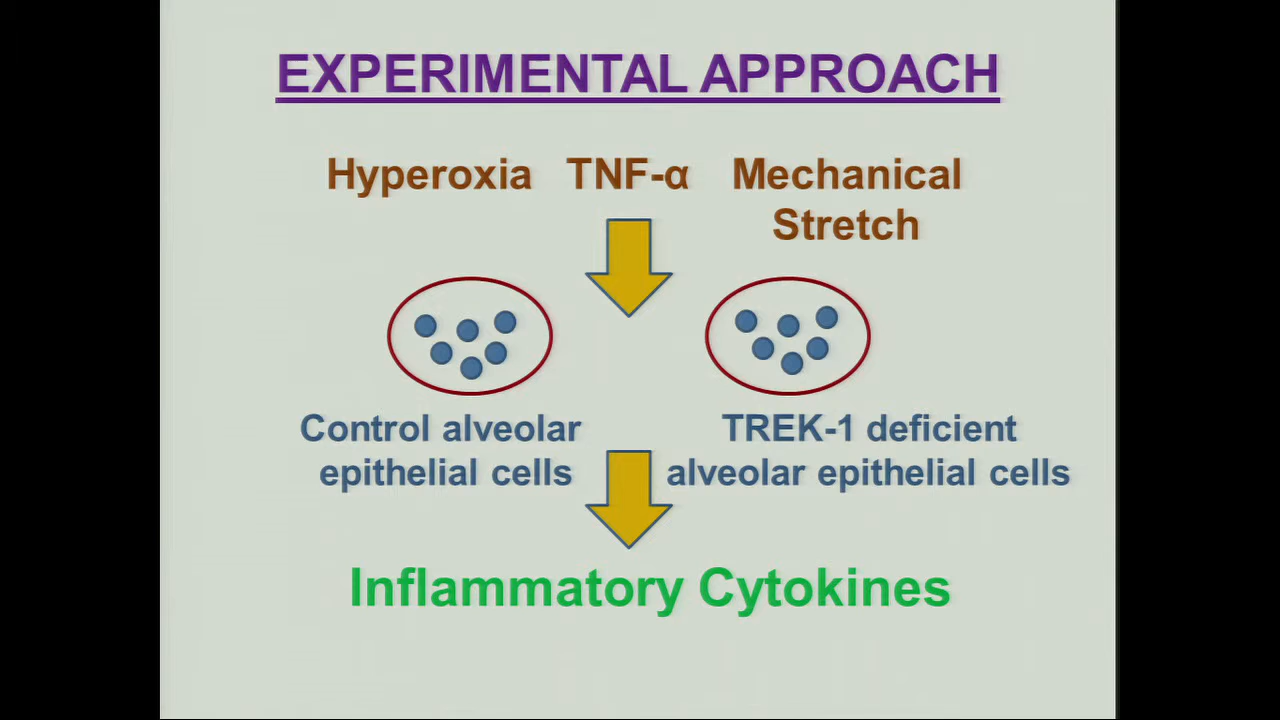 EXPERIMENTAL APPROACH
Hyperoxia TNF-α Mechanical
Stretch
Control alveolar
epithelial cells
TREK-1 deficient
alveolar epithelial cells
Inflammatory Cytokines